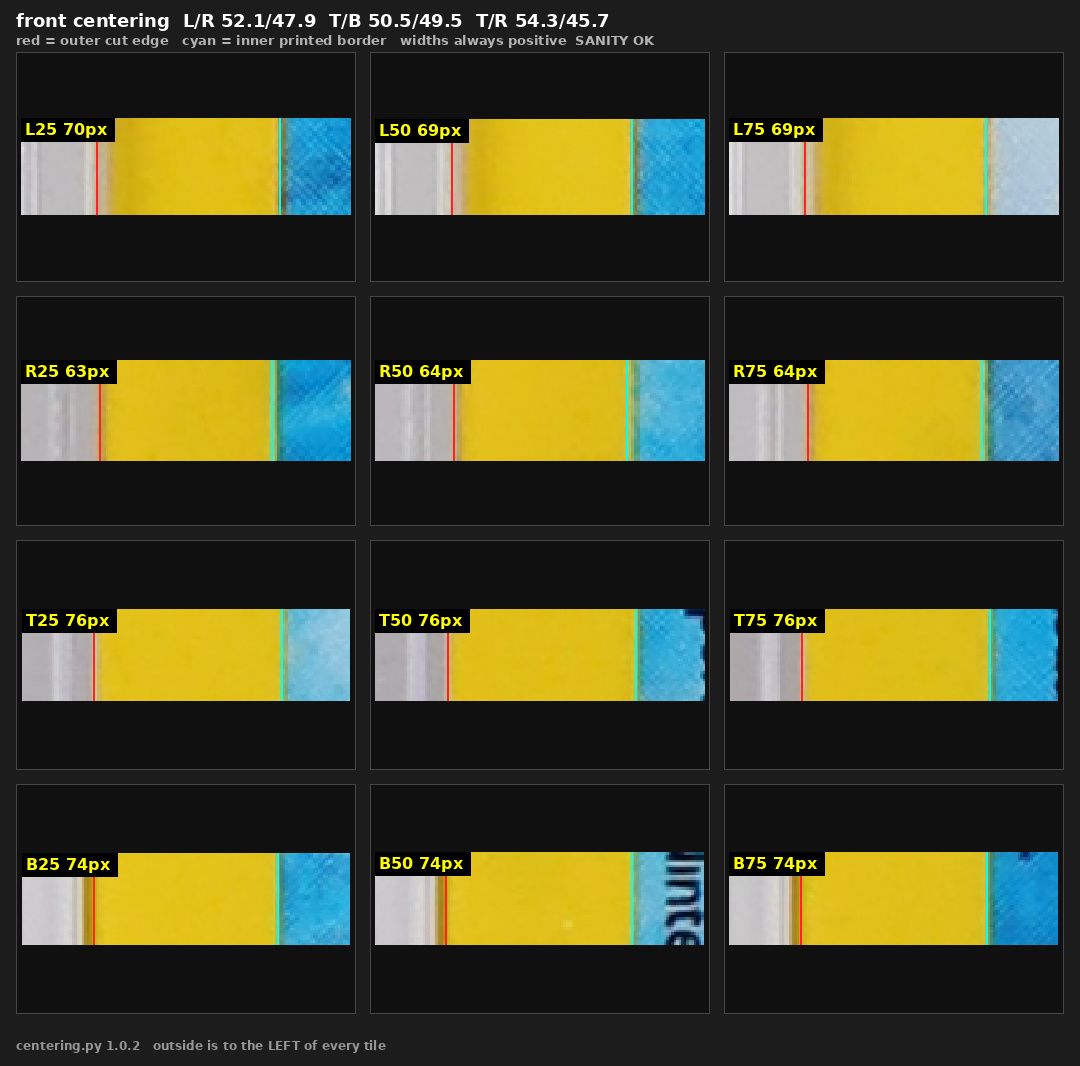 front centering  L/R 52.1/47.9  T/B 50.5/49.5  T/R 54.3/45.7
red = outer cut edge   cyan = inner printed border   widths always positive  SANITY OK
L25 70px
L50 69px
L75 69px
R25 63px
R50 64px
R75 64px
T25 76px
T50 76px
T75 76px
B25 74px
B50 74px
inte
B75 74px
centering.py 1.0.2   outside is to the LEFT of every tile